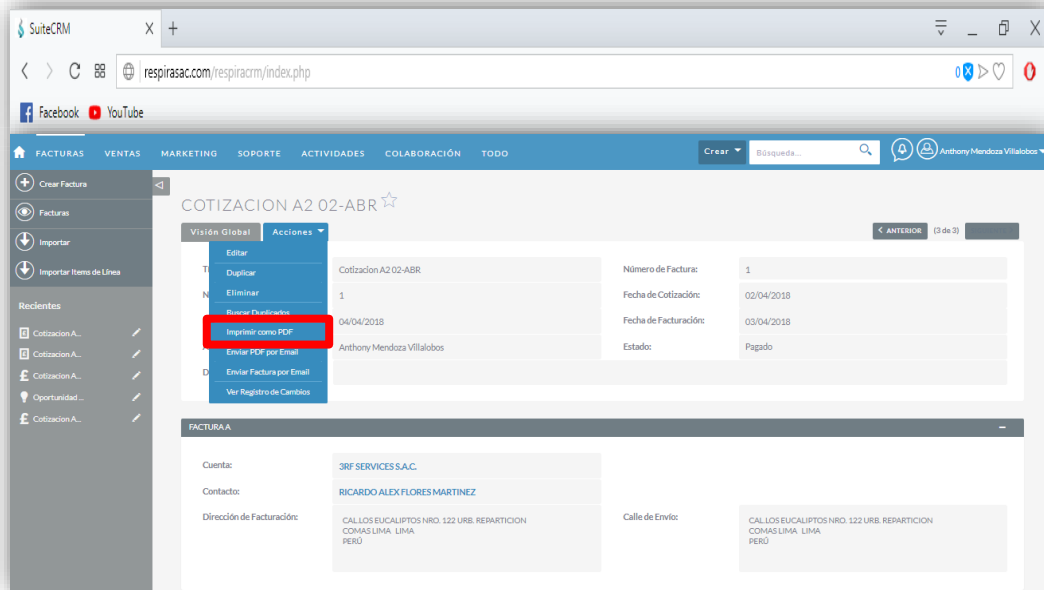 SuiteCRM X +
respirasac.com/respiracrm/index.php 0
Facebook YouTube
FACTURAS VENTAS MARKETING SOPORTE ACTIVIDADES COLABORACIÓN TODO Crear Búsqueda... Anthony Mendoza Villalobos
Crear Factura
Facturas
Importar
Importar Items de Línea
Recientes
Cotizacion A...
Cotizacion A...
Cotizacion A...
Oportunidad ...
Cotizacion A...
COTIZACION A2 02-ABR
Visión Global Acciones < ANTERIOR (3 de 3)
Editar
Duplicar
Eliminar
Buscar Duplicados
Imprimir como PDF
Enviar PDF por Email
Enviar Factura por Email
Ver Registro de Cambios
Cotizacion A2 02-ABR Número de Factura: 1
1 Fecha de Cotización: 02/04/2018
04/04/2018 Fecha de Facturación: 03/04/2018
Anthony Mendoza Villalobos Estado: Pagado
FACTURA A
Cuenta: 3RF SERVICES S.A.C.
Contacto: RICARDO ALEX FLORES MARTINEZ
Dirección de Facturación: CAL.LOS EUCALIPTOS NRO. 122 URB. REPARTICION Calle de Envío: CAL.LOS EUCALIPTOS NRO. 122 URB. REPARTICION
COMAS LIMA LIMA COMAS LIMA LIMA
PERÚ PERÚ